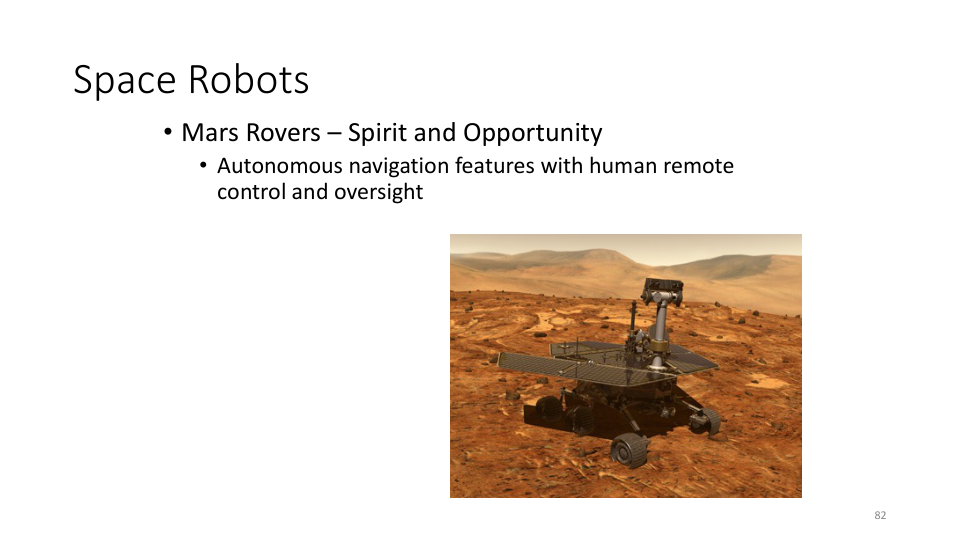 Space Robots
• Mars Rovers – Spirit and Opportunity
• Autonomous navigation features with human remote
control and oversight
82